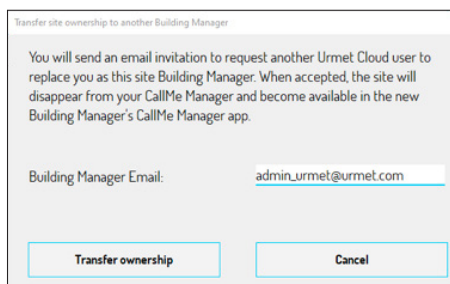 Transfer site ownership to another Building Manager
You will send an email invitation to request another Urmet Cloud user to
replace you as this site Building Manager. When accepted, the site will
disappear from your CallMe Manager and become available in the new
Building Manager's CallMe Manager app.
Building Manager Email: admin_urmet@urmet.com
Transfer ownership Cancel